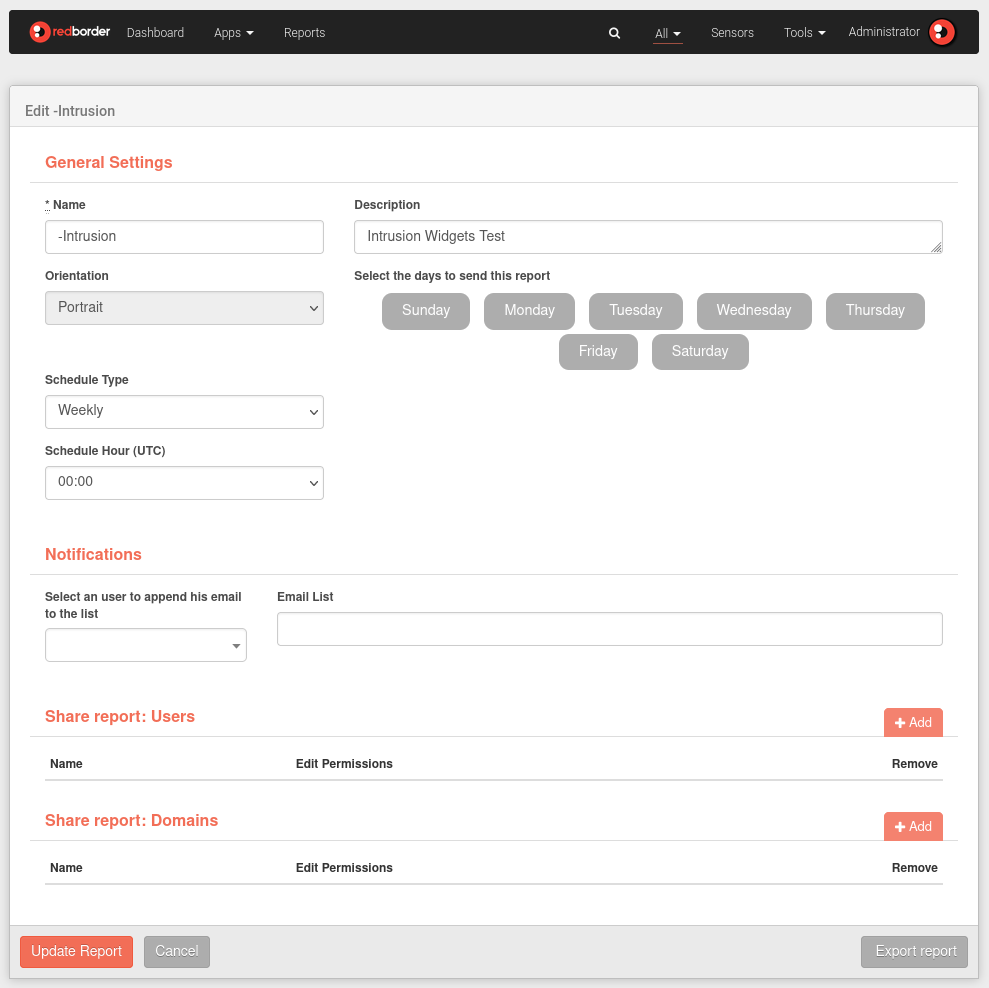 redborder Dashboard Apps Reports All Sensors Tools Administrator
Edit -Intrusion
General Settings
* Name Description
-Intrusion Intrusion Widgets Test
Orientation Select the days to send this report
Portrait Sunday Monday Tuesday Wednesday Thursday
Friday Saturday
Schedule Type
Weekly
Schedule Hour (UTC)
00:00
Notifications
Select an user to append his email Email List
to the list
Share report: Users + Add
Name Edit Permissions Remove
Share report: Domains + Add
Name Edit Permissions Remove
Update Report Cancel Export report